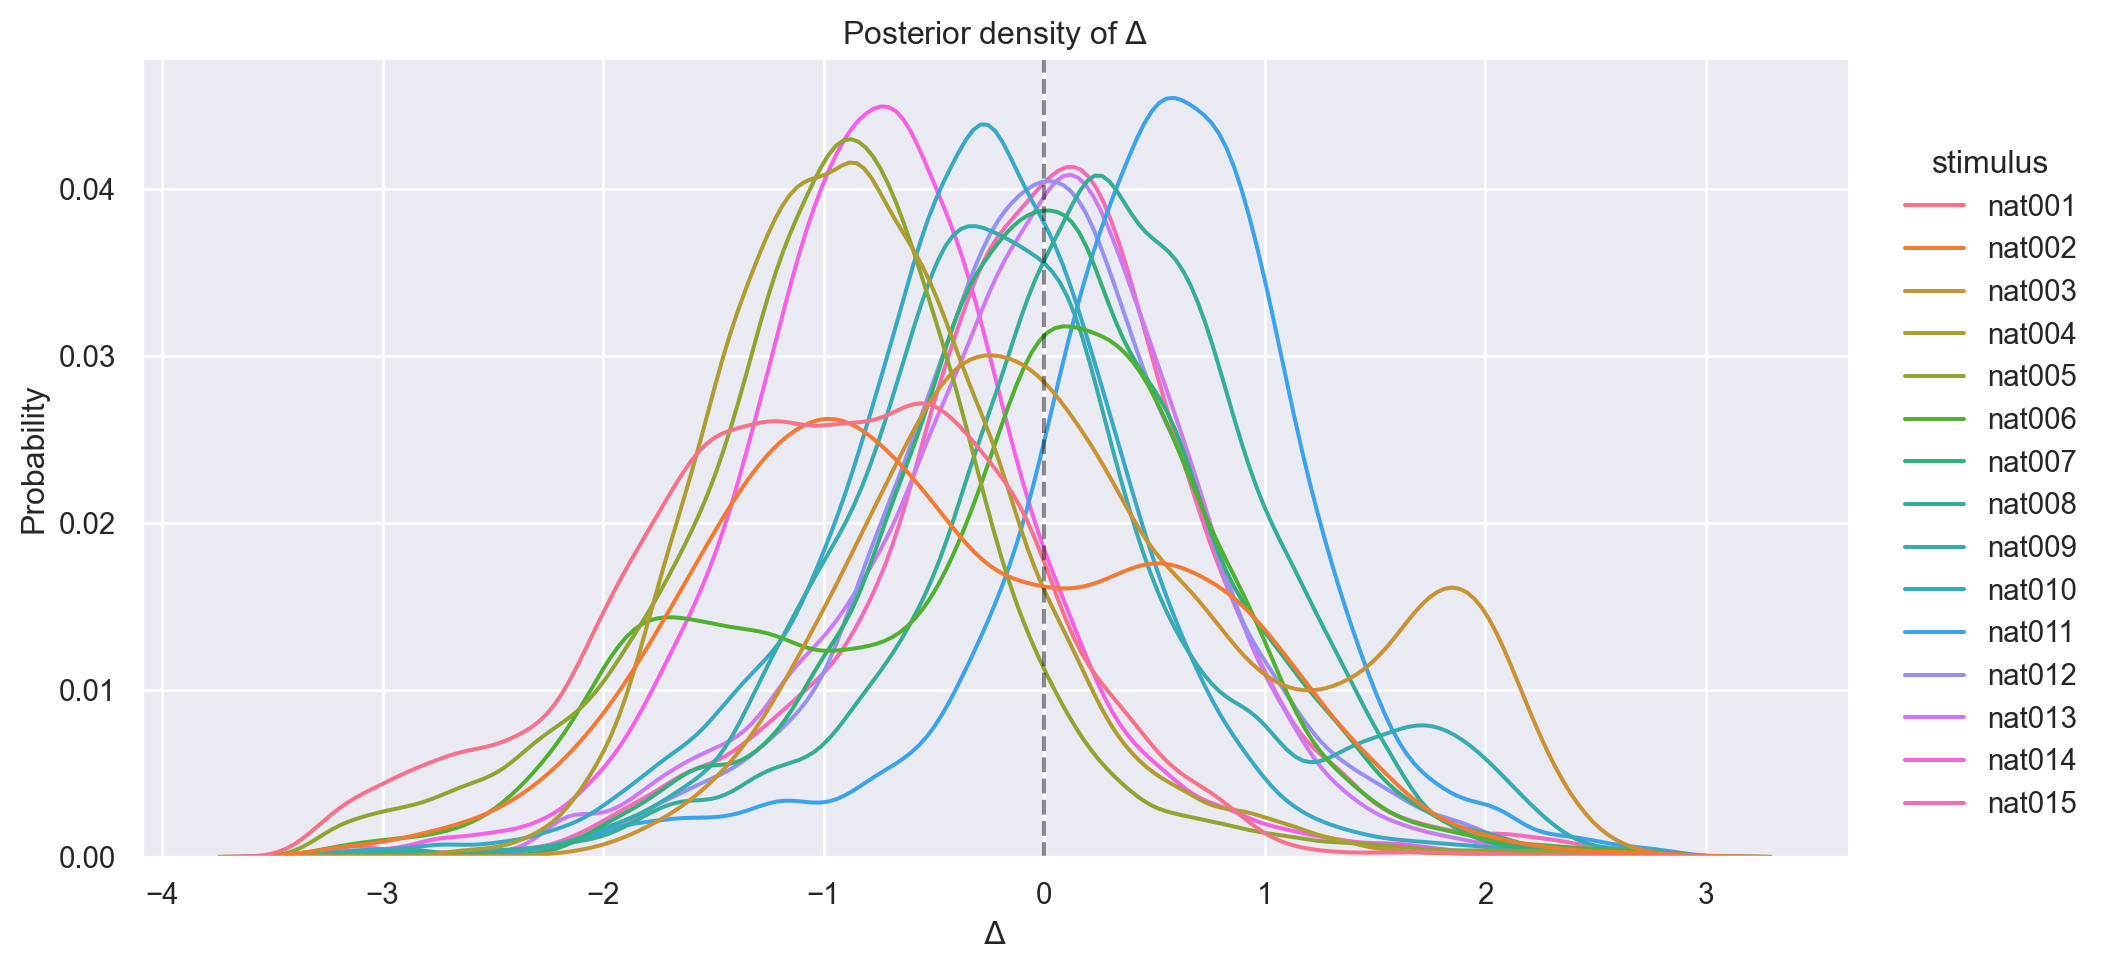 Posterior density of Δ
Probability
0.04
0.03
0.02
0.01
0.00
−4 −3 −2 −1 0 1 2 3
Δ
stimulus
nat001
nat002
nat003
nat004
nat005
nat006
nat007
nat008
nat009
nat010
nat011
nat012
nat013
nat014
nat015